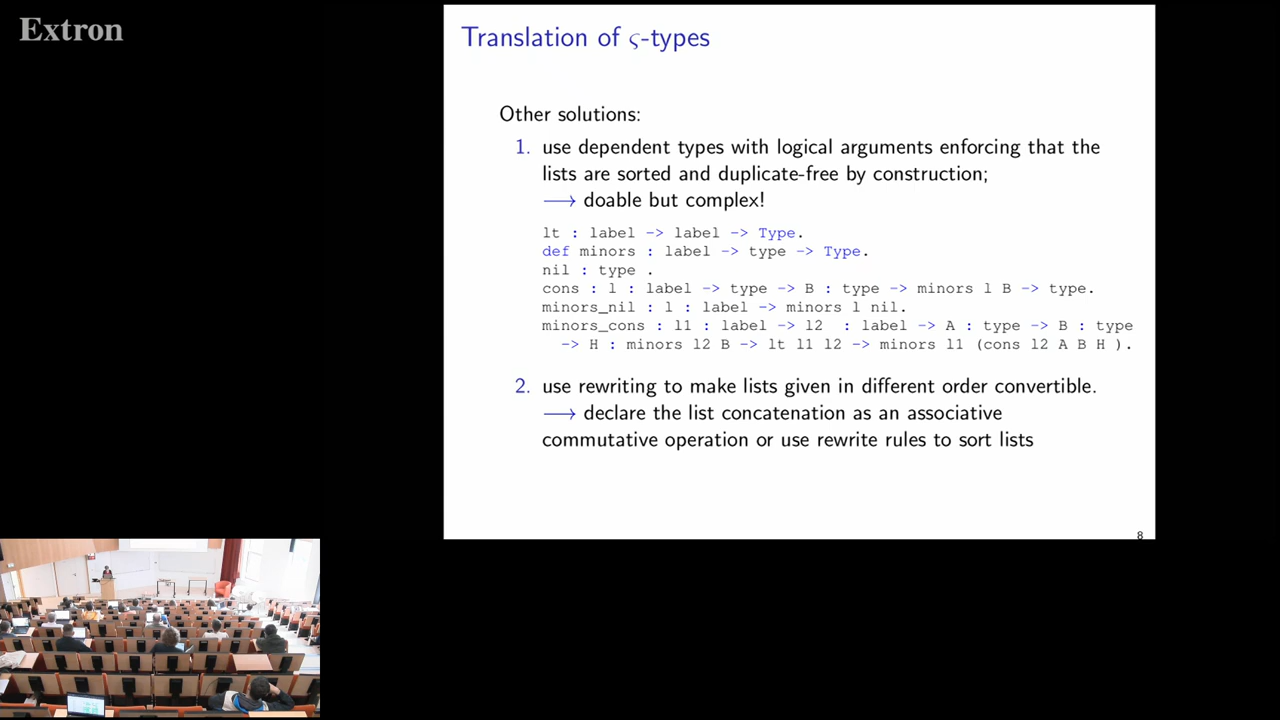 Extron
Translation of ς-types
Other solutions:
1. use dependent types with logical arguments enforcing that the
lists are sorted and duplicate-free by construction;
⟶ doable but complex!
lt : label -> label -> Type.
def minors : label -> type -> Type.
nil : type .
cons : l : label -> type -> B : type -> minors l B -> type.
minors_nil : l : label -> minors l nil.
minors_cons : l1 : label -> l2  : label -> A : type -> B : type
-> H : minors l2 B -> lt l1 l2 -> minors l1 (cons l2 A B H ).
2. use rewriting to make lists given in different order convertible.
⟶ declare the list concatenation as an associative
commutative operation or use rewrite rules to sort lists
8